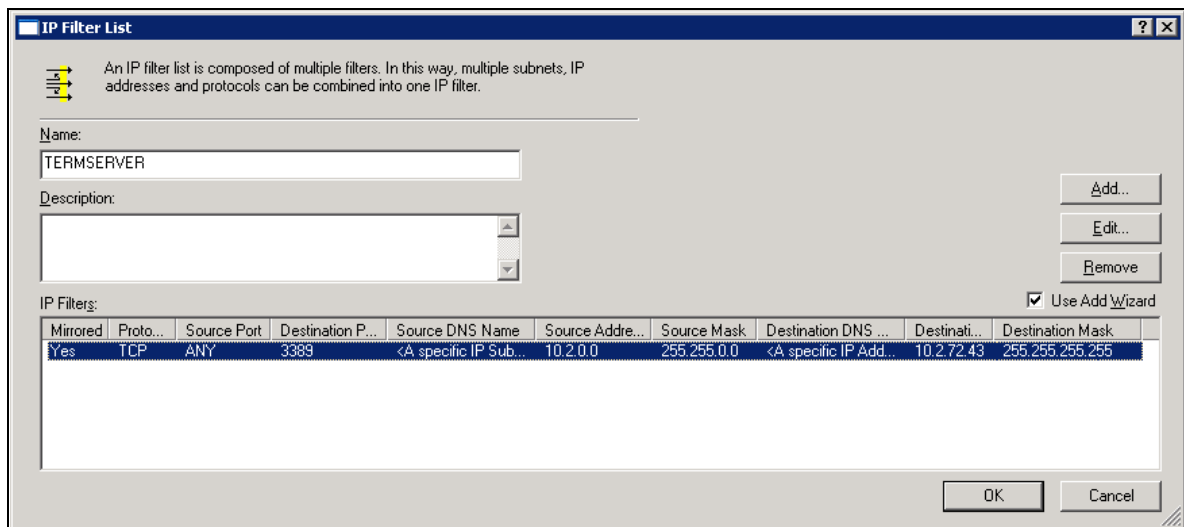 IP Filter List
An IP filter list is composed of multiple filters. In this way, multiple subnets, IP
addresses and protocols can be combined into one IP filter.
Name:
TERMSERVER
Description:
Add...
Edit...
Remove
IP Filters:
Use Add Wizard
Mirrored Proto... Source Port Destination P... Source DNS Name Source Addre... Source Mask Destination DNS ... Destinati... Destination Mask
Yes TCP ANY 3389 <A specific IP Sub... 10.2.0.0 255.255.0.0 <A specific IP Add... 10.2.72.43 255.255.255.255
OK
Cancel